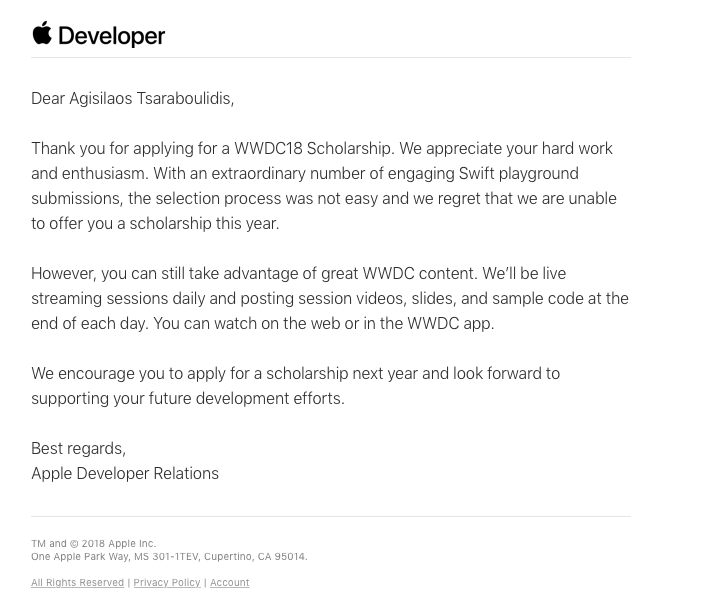 Developer
Dear Agisilaos Tsaraboulidis,
Thank you for applying for a WWDC18 Scholarship. We appreciate your hard work
and enthusiasm. With an extraordinary number of engaging Swift playground
submissions, the selection process was not easy and we regret that we are unable
to offer you a scholarship this year.
However, you can still take advantage of great WWDC content. We’ll be live
streaming sessions daily and posting session videos, slides, and sample code at the
end of each day. You can watch on the web or in the WWDC app.
We encourage you to apply for a scholarship next year and look forward to
supporting your future development efforts.
Best regards,
Apple Developer Relations
TM and © 2018 Apple Inc.
One Apple Park Way, MS 301-1TEV, Cupertino, CA 95014.
All Rights Reserved | Privacy Policy | Account